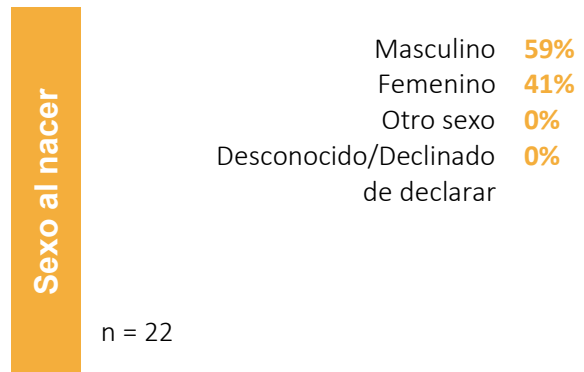 Sexo al nacer
Masculino 59%
Femenino 41%
Otro sexo 0%
Desconocido/Declinado 0%
de declarar
n = 22